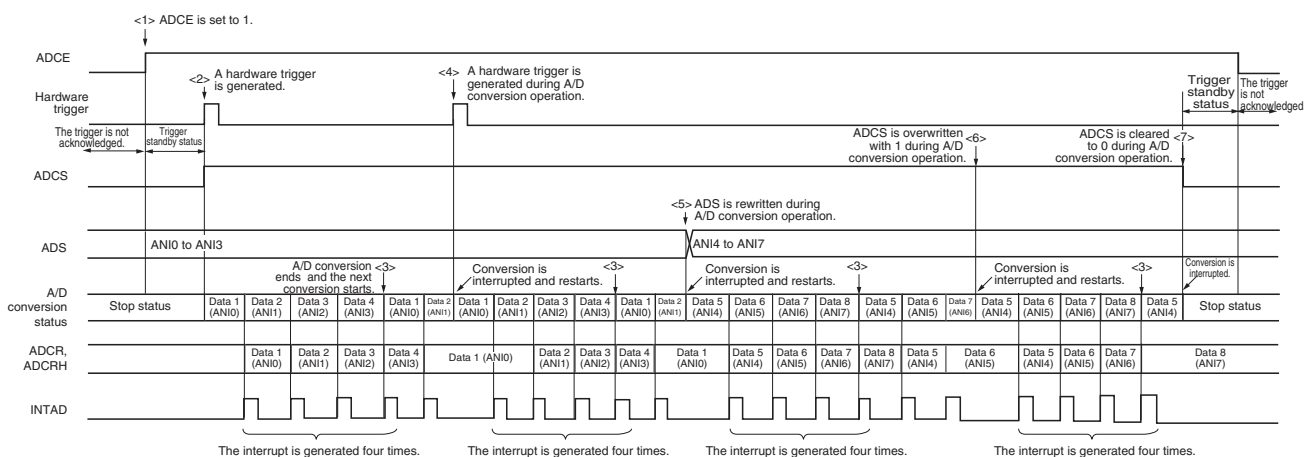 <1> ADCE is set to 1.
ADCE
<2> A hardware trigger
is generated.
<4> A hardware trigger is
generated during A/D
conversion operation.
Trigger
standby
status
The trigger
is not
acknowledged
Hardware
trigger
The trigger is not
acknowledged.
Trigger
standby status
ADCS is overwritten
with 1 during A/D
conversion operation.
<6>
ADCS is cleared
to 0 during A/D
conversion operation.
<7>
ADCS
<5> ADS is rewritten during
A/D conversion operation.
ADS
ANI0 to ANI3
ANI4 to ANI7
A/D conversion
ends and the next
conversion starts.
<3>
Conversion is
interrupted and restarts.
<3>
Conversion is
interrupted and restarts.
<3>
Conversion is
interrupted and restarts.
<3>
Conversion is
interrupted.
A/D
conversion
status
Stop status
Data 1
(ANI0)
Data 2
(ANI1)
Data 3
(ANI2)
Data 4
(ANI3)
Data 1
(ANI0)
Data 2
(ANI1)
Data 1
(ANI0)
Data 2
(ANI1)
Data 3
(ANI2)
Data 4
(ANI3)
Data 1
(ANI0)
Data 2
(ANI1)
Data 5
(ANI4)
Data 6
(ANI5)
Data 7
(ANI6)
Data 8
(ANI7)
Data 5
(ANI4)
Data 6
(ANI5)
Data 7
(ANI6)
Data 5
(ANI4)
Data 6
(ANI5)
Data 7
(ANI6)
Data 8
(ANI7)
Data 5
(ANI4)
Stop status
ADCR,
ADCRH
Data 1
(ANI0)
Data 2
(ANI1)
Data 3
(ANI2)
Data 4
(ANI3)
Data 1 (ANI0)
Data 2
(ANI1)
Data 3
(ANI2)
Data 4
(ANI3)
Data 1
(ANI0)
Data 5
(ANI4)
Data 6
(ANI5)
Data 7
(ANI6)
Data 8
(ANI7)
Data 5
(ANI4)
Data 6
(ANI5)
Data 5
(ANI4)
Data 6
(ANI5)
Data 7
(ANI6)
Data 8
(ANI7)
INTAD
The interrupt is generated four times.
The interrupt is generated four times.
The interrupt is generated four times.
The interrupt is generated four times.